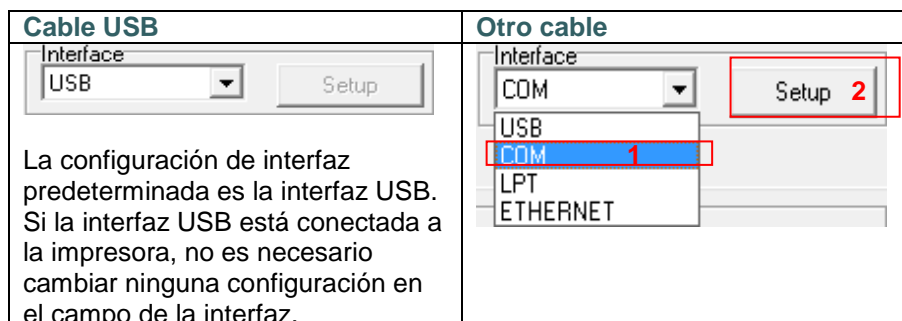 Cable USB
Interface
USB
Setup
La configuración de interfaz
predeterminada es la interfaz USB.
Si la interfaz USB está conectada a
la impresora, no es necesario
cambiar ninguna configuración en
el campo de la interfaz.
Otro cable
Interface
COM
Setup 2
USB
COM 1
LPT
ETHERNET